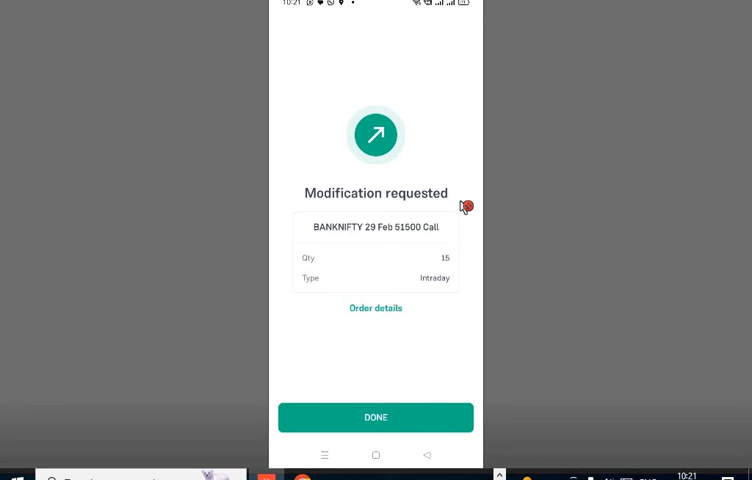 10:21
Modification requested
BANKNIFTY 29 Feb 51500 Call
Qty 15
Type Intraday
Order details
DONE
10:21